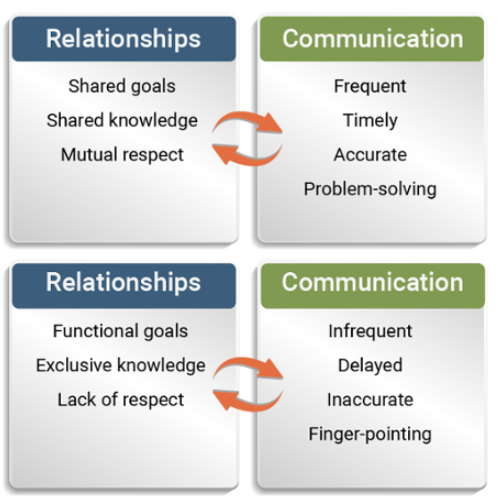 Relationships
Shared goals
Shared knowledge
Mutual respect
Communication
Frequent
Timely
Accurate
Problem-solving
Relationships
Functional goals
Exclusive knowledge
Lack of respect
Communication
Infrequent
Delayed
Inaccurate
Finger-pointing